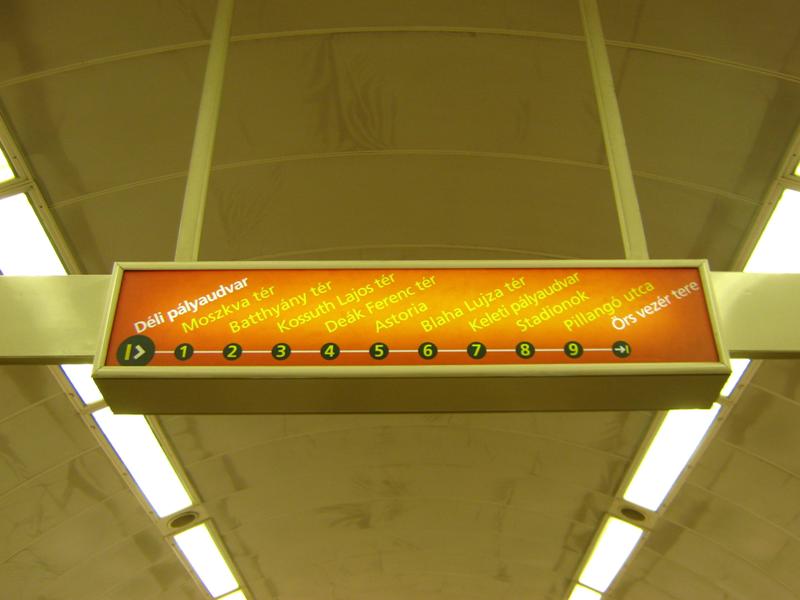 Déli pályaudvar
Moszkva tér
Batthyány tér
Kossuth Lajos tér
Deák Ferenc tér
Astoria
Blaha Lujza tér
Keleti pályaudvar
Stadionok
Pillangó utca
Örs vezér tere
1 2 3 4 5 6 7 8 9